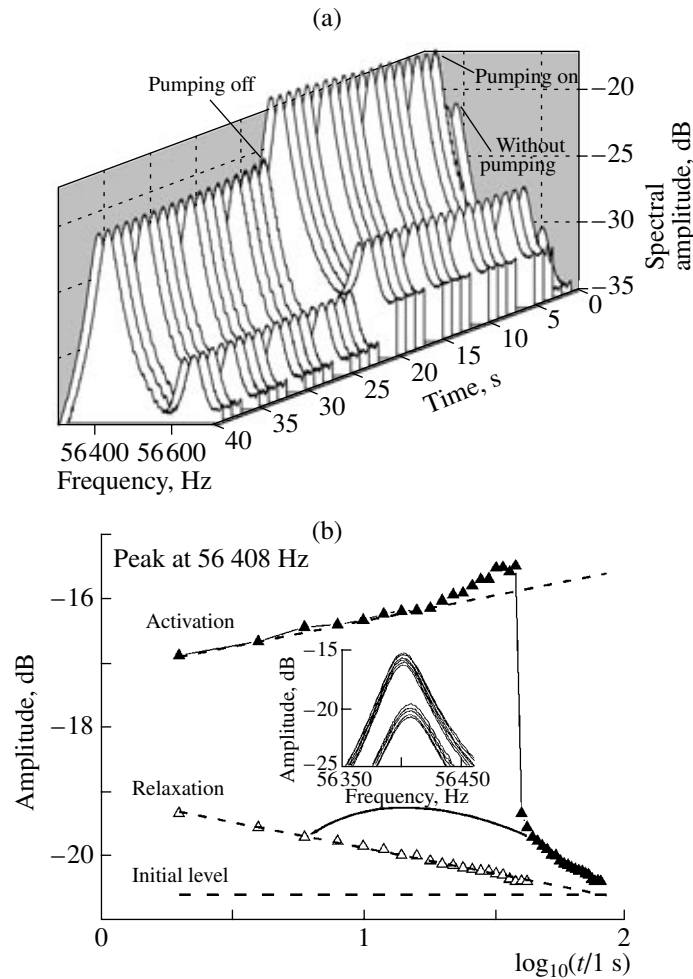 (a)
Pumping off
Pumping on
Without
pumping
−20
−25
−30
−35
Spectral
amplitude, dB
0
5
10
15
20
25
30
35
40
Time, s
56400 56600
Frequency, Hz
(b)
Peak at 56 408 Hz
Activation
Relaxation
Initial level
−16
−18
−20
Amplitude, dB
−15
−20
−25
Amplitude, dB
56350 56450
Frequency, Hz
0 1 2
log10(t/1 s)